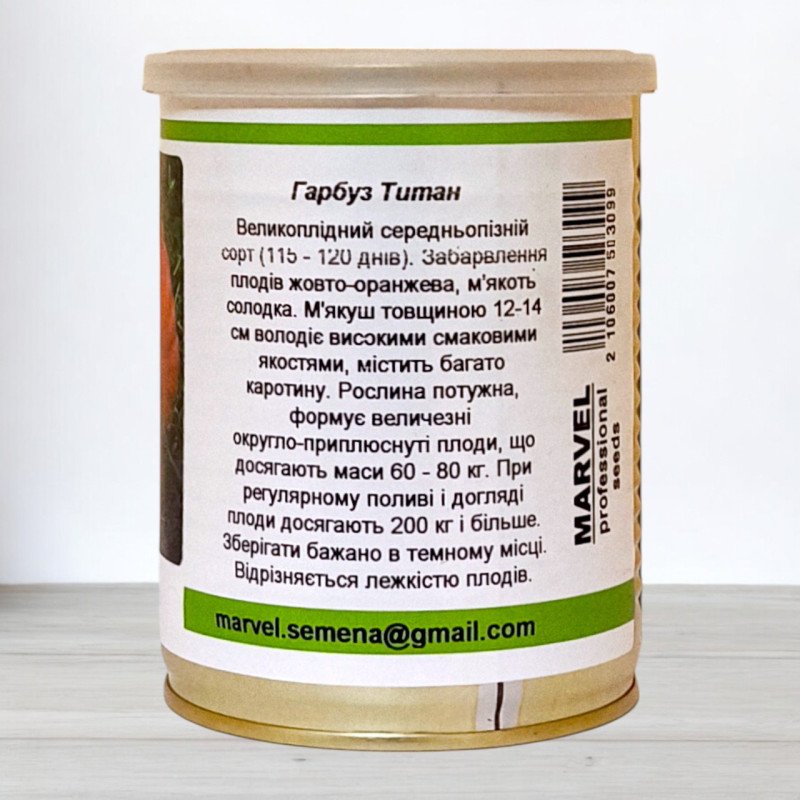 Гарбуз Титан
Великоплідний середньопізній
сорт (115 - 120 днів). Забарвлення
плодів жовто-оранжева, м'якоть
солодка. М'якуш товщиною 12-14
см володіє високими смаковими
якостями, містить багато
каротину. Рослина потужна,
формує величезні
округло-приплюснуті плоди, що
досягають маси 60 - 80 кг. При
регулярному поливі і догляді
плоди досягають 200 кг і більше.
Зберігати бажано в темному місці.
Відрізняється лежкістю плодів.
marvel.semena@gmail.com
2 106007 503099
MARVEL
professional
seeds